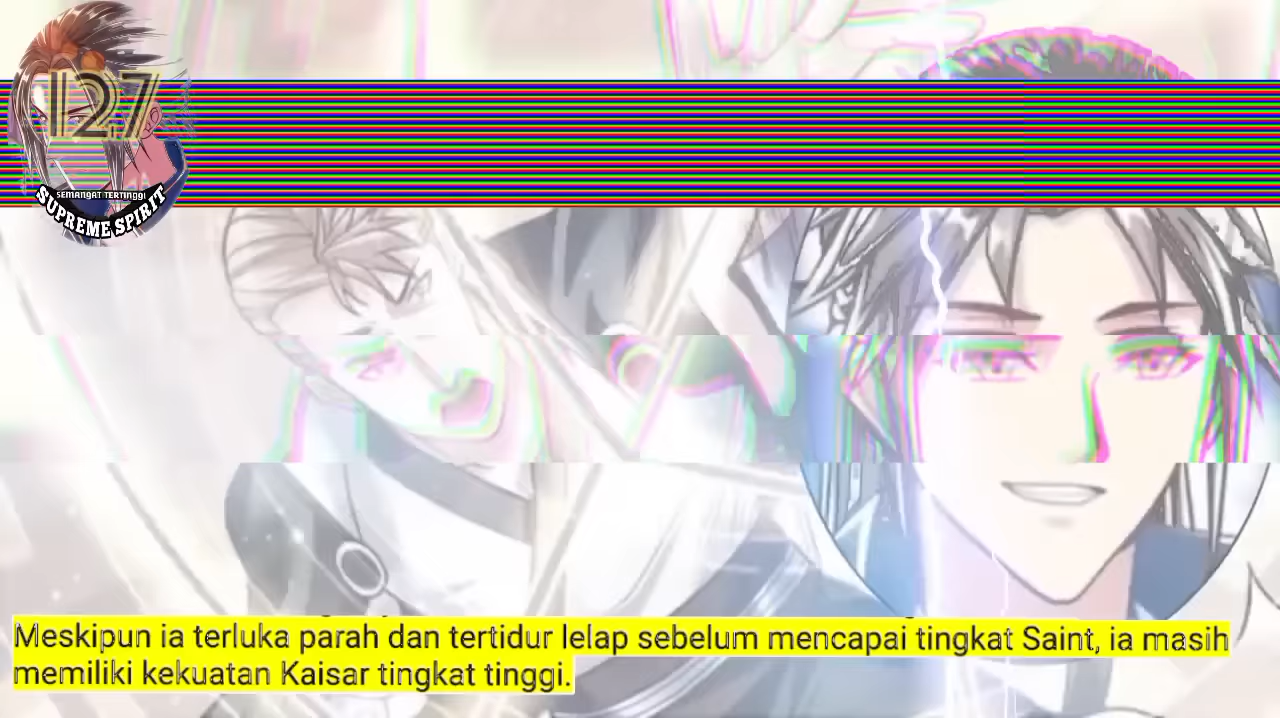 127
SEMANGAT TERTINGGI
SUPREME SPIRIT
Meskipun ia terluka parah dan tertidur lelap sebelum mencapai tingkat Saint, ia masih
memiliki kekuatan Kaisar tingkat tinggi.